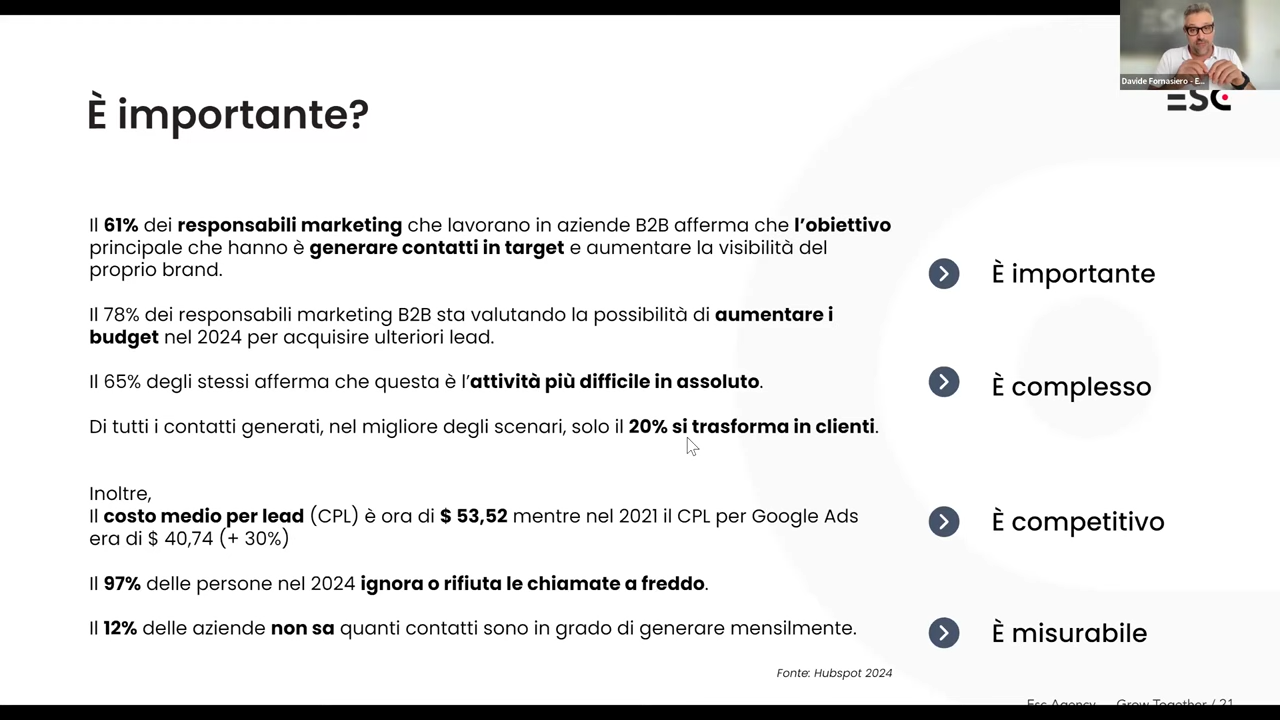 Davide Fornasiero - E...
ESC
È importante?
Il 61% dei responsabili marketing che lavorano in aziende B2B afferma che l’obiettivo
principale che hanno è generare contatti in target e aumentare la visibilità del
proprio brand.
È importante
Il 78% dei responsabili marketing B2B sta valutando la possibilità di aumentare i
budget nel 2024 per acquisire ulteriori lead.
Il 65% degli stessi afferma che questa è l’attività più difficile in assoluto.
È complesso
Di tutti i contatti generati, nel migliore degli scenari, solo il 20% si trasforma in clienti.
Inoltre,
Il costo medio per lead (CPL) è ora di $ 53,52 mentre nel 2021 il CPL per Google Ads
era di $ 40,74 (+ 30%)
È competitivo
Il 97% delle persone nel 2024 ignora o rifiuta le chiamate a freddo.
Il 12% delle aziende non sa quanti contatti sono in grado di generare mensilmente.
È misurabile
Fonte: Hubspot 2024
Esc Agency — Grow Together / 21